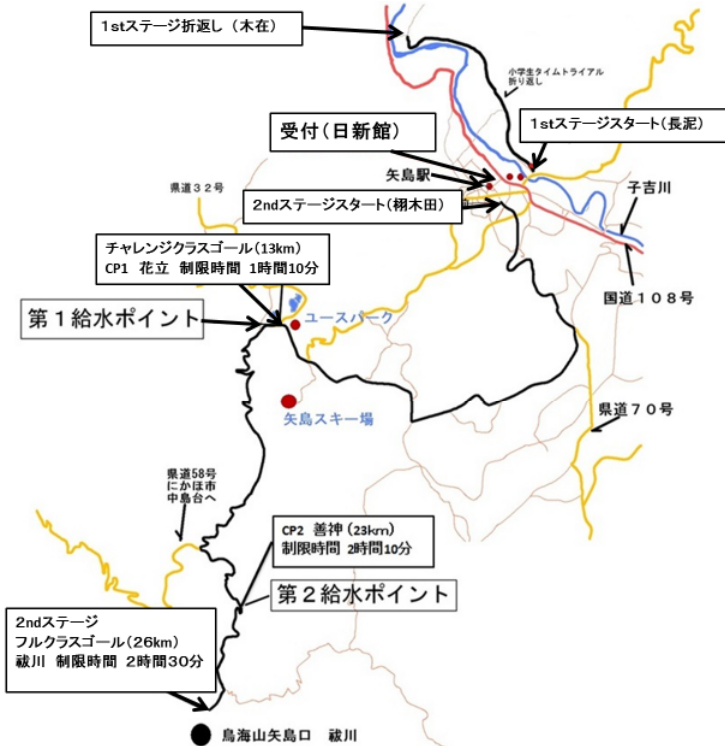 1stステージ折返し（木在）
小学生タイムトライアル
折り返し
1stステージスタート（長泥）
受付（日新館）
矢島駅
県道３２号
2ndステージスタート（栩木田）
子吉川
チャレンジクラスゴール（13km）
CP1 花立 制限時間 1時間10分
国道１０８号
第１給水ポイント
ユースパーク
矢島スキー場
県道７０号
県道58号
にかほ市
中島台へ
CP2 善神（23km）
制限時間 2時間10分
第２給水ポイント
2ndステージ
フルクラスゴール（26km）
祓川 制限時間 2時間30分
鳥海山矢島口 祓川